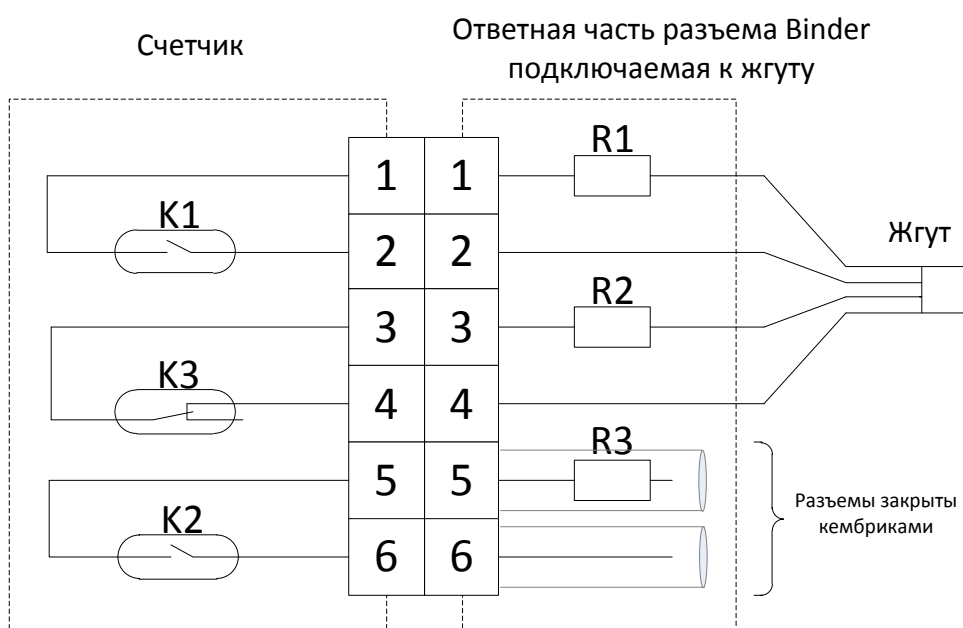 Счетчик
Ответная часть разъема Binder
подключаемая к жгуту
R1
1 1
K1
2 2
Жгут
R2
3 3
K3
4 4
R3
5 5
K2
6 6
Разъемы закрыты
кембриками